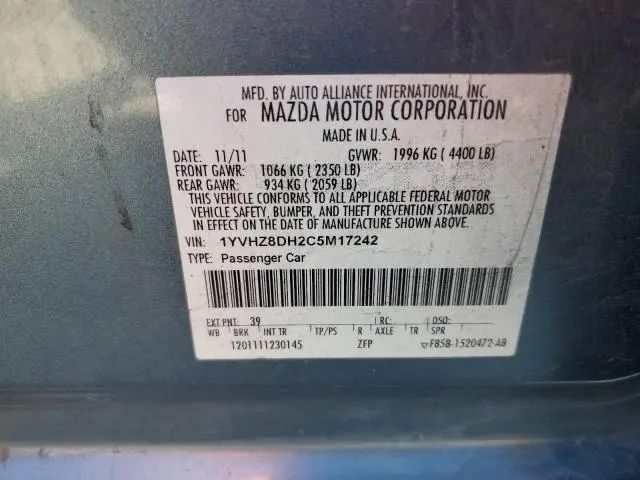 MFD. BY AUTO ALLIANCE INTERNATIONAL, INC.
FOR MAZDA MOTOR CORPORATION
MADE IN U.S.A.
DATE: 11/11 GVWR: 1996 KG ( 4400 LB)
FRONT GAWR: 1066 KG ( 2350 LB)
REAR GAWR: 934 KG ( 2059 LB)
THIS VEHICLE CONFORMS TO ALL APPLICABLE FEDERAL MOTOR
VEHICLE SAFETY, BUMPER, AND THEFT PREVENTION STANDARDS
IN EFFECT ON THE DATE OF MANUFACTURE SHOWN ABOVE.
VIN: 1YVHZ8DH2C5M17242
TYPE: Passenger Car
EXT PNT: 39 RC: DSO:
WB BRK INT TR TP/PS R AXLE TR SPR
1201111230145 ZFP F85B-1520472-AB